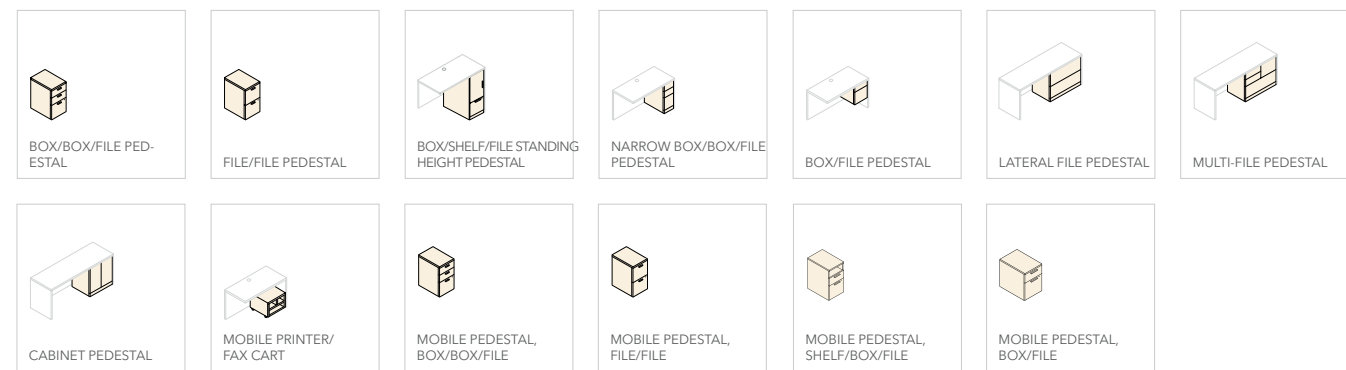 BOX/BOX/FILE PED-
ESTAL
FILE/FILE PEDESTAL
BOX/SHELF/FILE STANDING
HEIGHT PEDESTAL
NARROW BOX/BOX/FILE
PEDESTAL
BOX/FILE PEDESTAL
LATERAL FILE PEDESTAL
MULTI-FILE PEDESTAL
CABINET PEDESTAL
MOBILE PRINTER/
FAX CART
MOBILE PEDESTAL,
BOX/BOX/FILE
MOBILE PEDESTAL,
FILE/FILE
MOBILE PEDESTAL,
SHELF/BOX/FILE
MOBILE PEDESTAL,
BOX/FILE